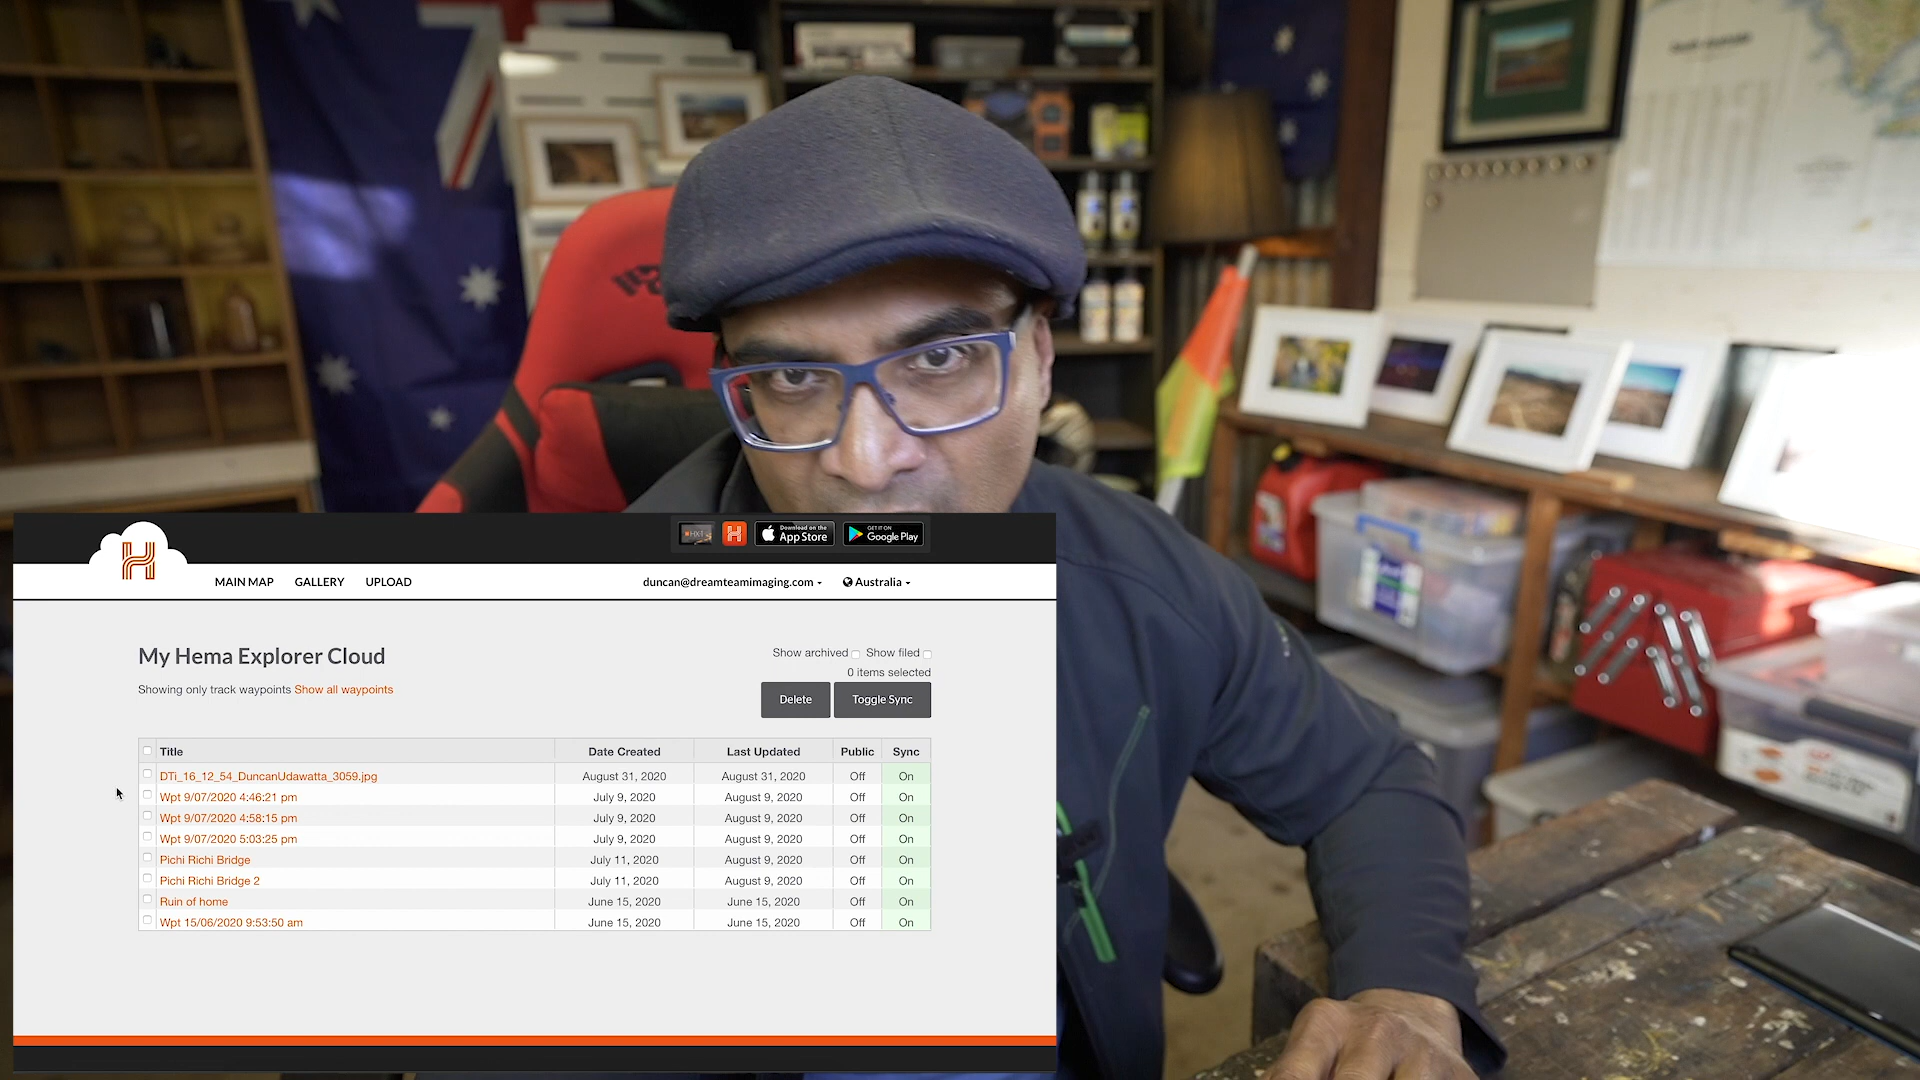 HX-1
H
Download on the
App Store
GET IT ON
Google Play
H
MAIN MAP GALLERY UPLOAD duncan@dreamteamimaging.com Australia
My Hema Explorer Cloud
Show archived Show filed
0 items selected
Showing only track waypoints Show all waypoints
Delete Toggle Sync
Title Date Created Last Updated Public Sync
DTi_16_12_54_DuncanUdawatta_3059.jpg August 31, 2020 August 31, 2020 Off On
Wpt 9/07/2020 4:46:21 pm July 9, 2020 August 9, 2020 Off On
Wpt 9/07/2020 4:58:15 pm July 9, 2020 August 9, 2020 Off On
Wpt 9/07/2020 5:03:25 pm July 9, 2020 August 9, 2020 Off On
Pichi Richi Bridge July 11, 2020 August 9, 2020 Off On
Pichi Richi Bridge 2 July 11, 2020 August 9, 2020 Off On
Ruin of home June 15, 2020 June 15, 2020 Off On
Wpt 15/06/2020 9:53:50 am June 15, 2020 June 15, 2020 Off On